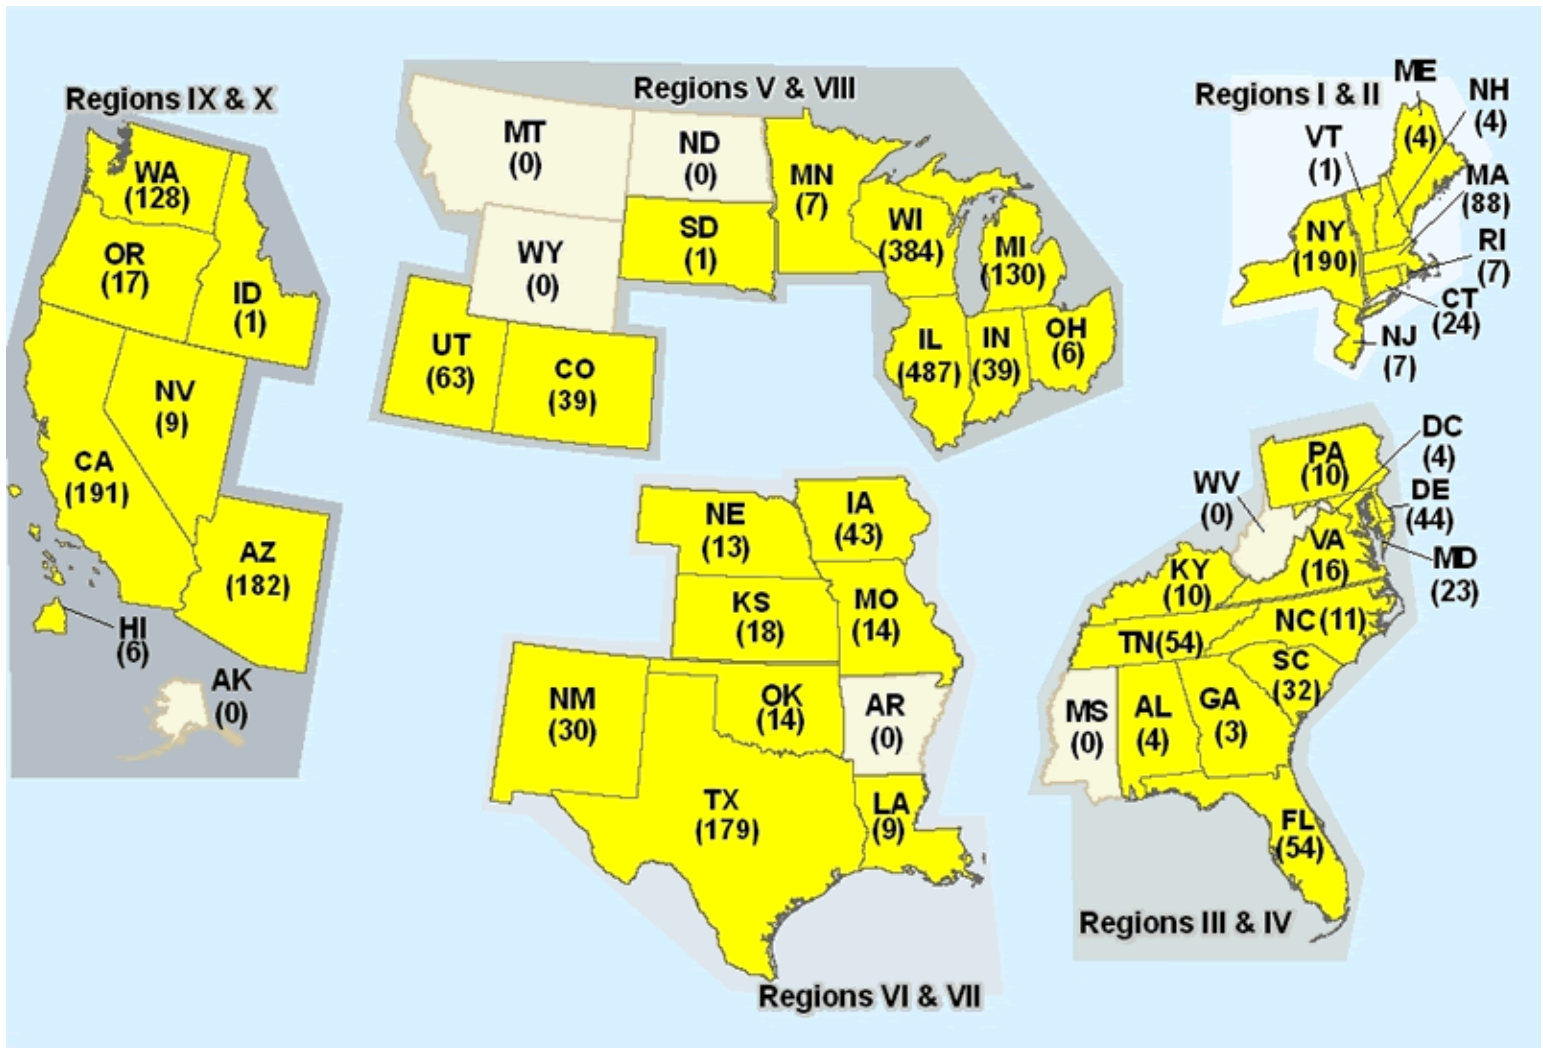 Regions IX & X
WA
(128)
OR
(17)
ID
(1)
NV
(9)
CA
(191)
AZ
(182)
HI
(6)
AK
(0)
Regions V & VIII
MT
(0)
ND
(0)
MN
(7)
SD
(1)
WY
(0)
WI
(384)
MI
(130)
UT
(63)
CO
(39)
IL
(487)
IN
(39)
OH
(6)
Regions I & II
ME
(4)
NH
(4)
VT
(1)
MA
(88)
NY
(190)
RI
(7)
CT
(24)
NJ
(7)
NE
(13)
IA
(43)
KS
(18)
MO
(14)
NM
(30)
OK
(14)
AR
(0)
TX
(179)
LA
(9)
Regions VI & VII
PA
(10)
DC
(4)
WV
(0)
DE
(44)
VA
(16)
MD
(23)
KY
(10)
NC (11)
TN(54)
SC
(32)
MS
(0)
AL
(4)
GA
(3)
FL
(54)
Regions III & IV